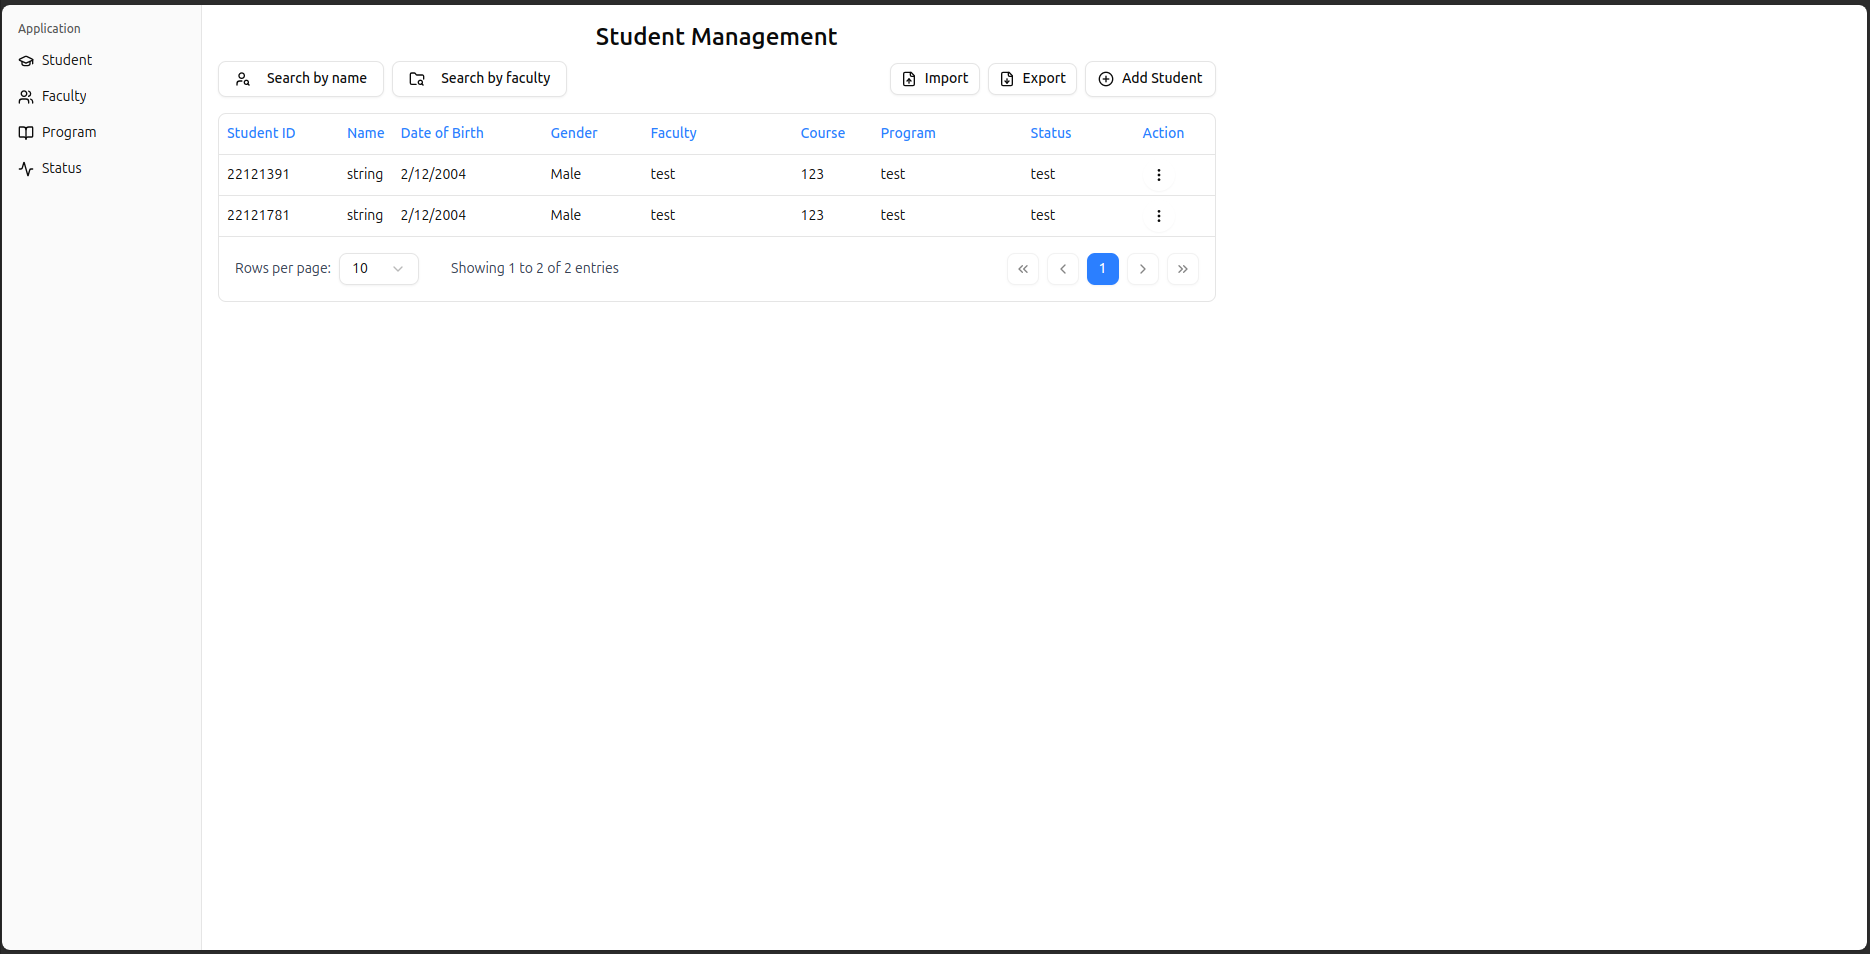 Application
Student
Faculty
Program
Status
Student Management
Search by name Search by faculty Import Export Add Student
Student ID Name Date of Birth Gender Faculty Course Program Status Action
22121391 string 2/12/2004 Male test 123 test test
22121781 string 2/12/2004 Male test 123 test test
Rows per page: 10 Showing 1 to 2 of 2 entries 1